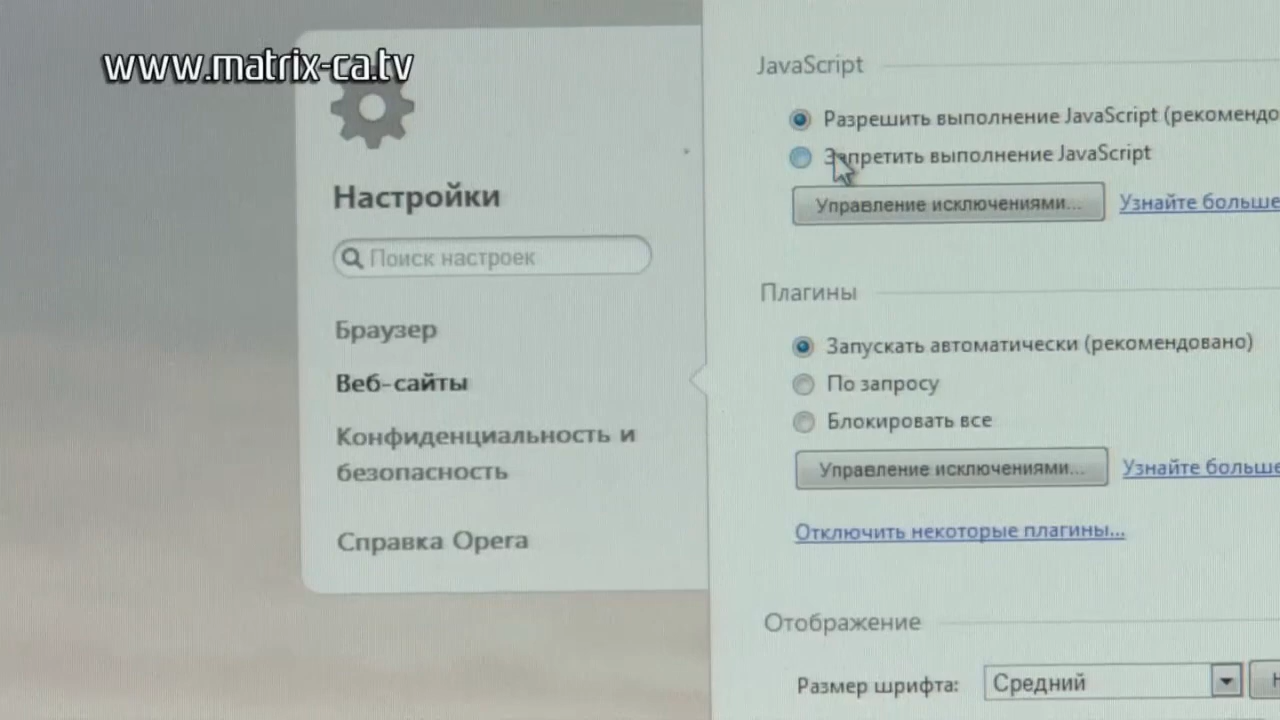 www.matrix-ca.tv
Настройки
Поиск настроек
Браузер
Веб-сайты
Конфиденциальность и
безопасность
Справка Opera
JavaScript
Разрешить выполнение JavaScript (рекомендо
Запретить выполнение JavaScript
Управление исключениями... Узнайте больше
Плагины
Запускать автоматически (рекомендовано)
По запросу
Блокировать все
Управление исключениями... Узнайте больше
Отключить некоторые плагины...
Отображение
Размер шрифта: Средний